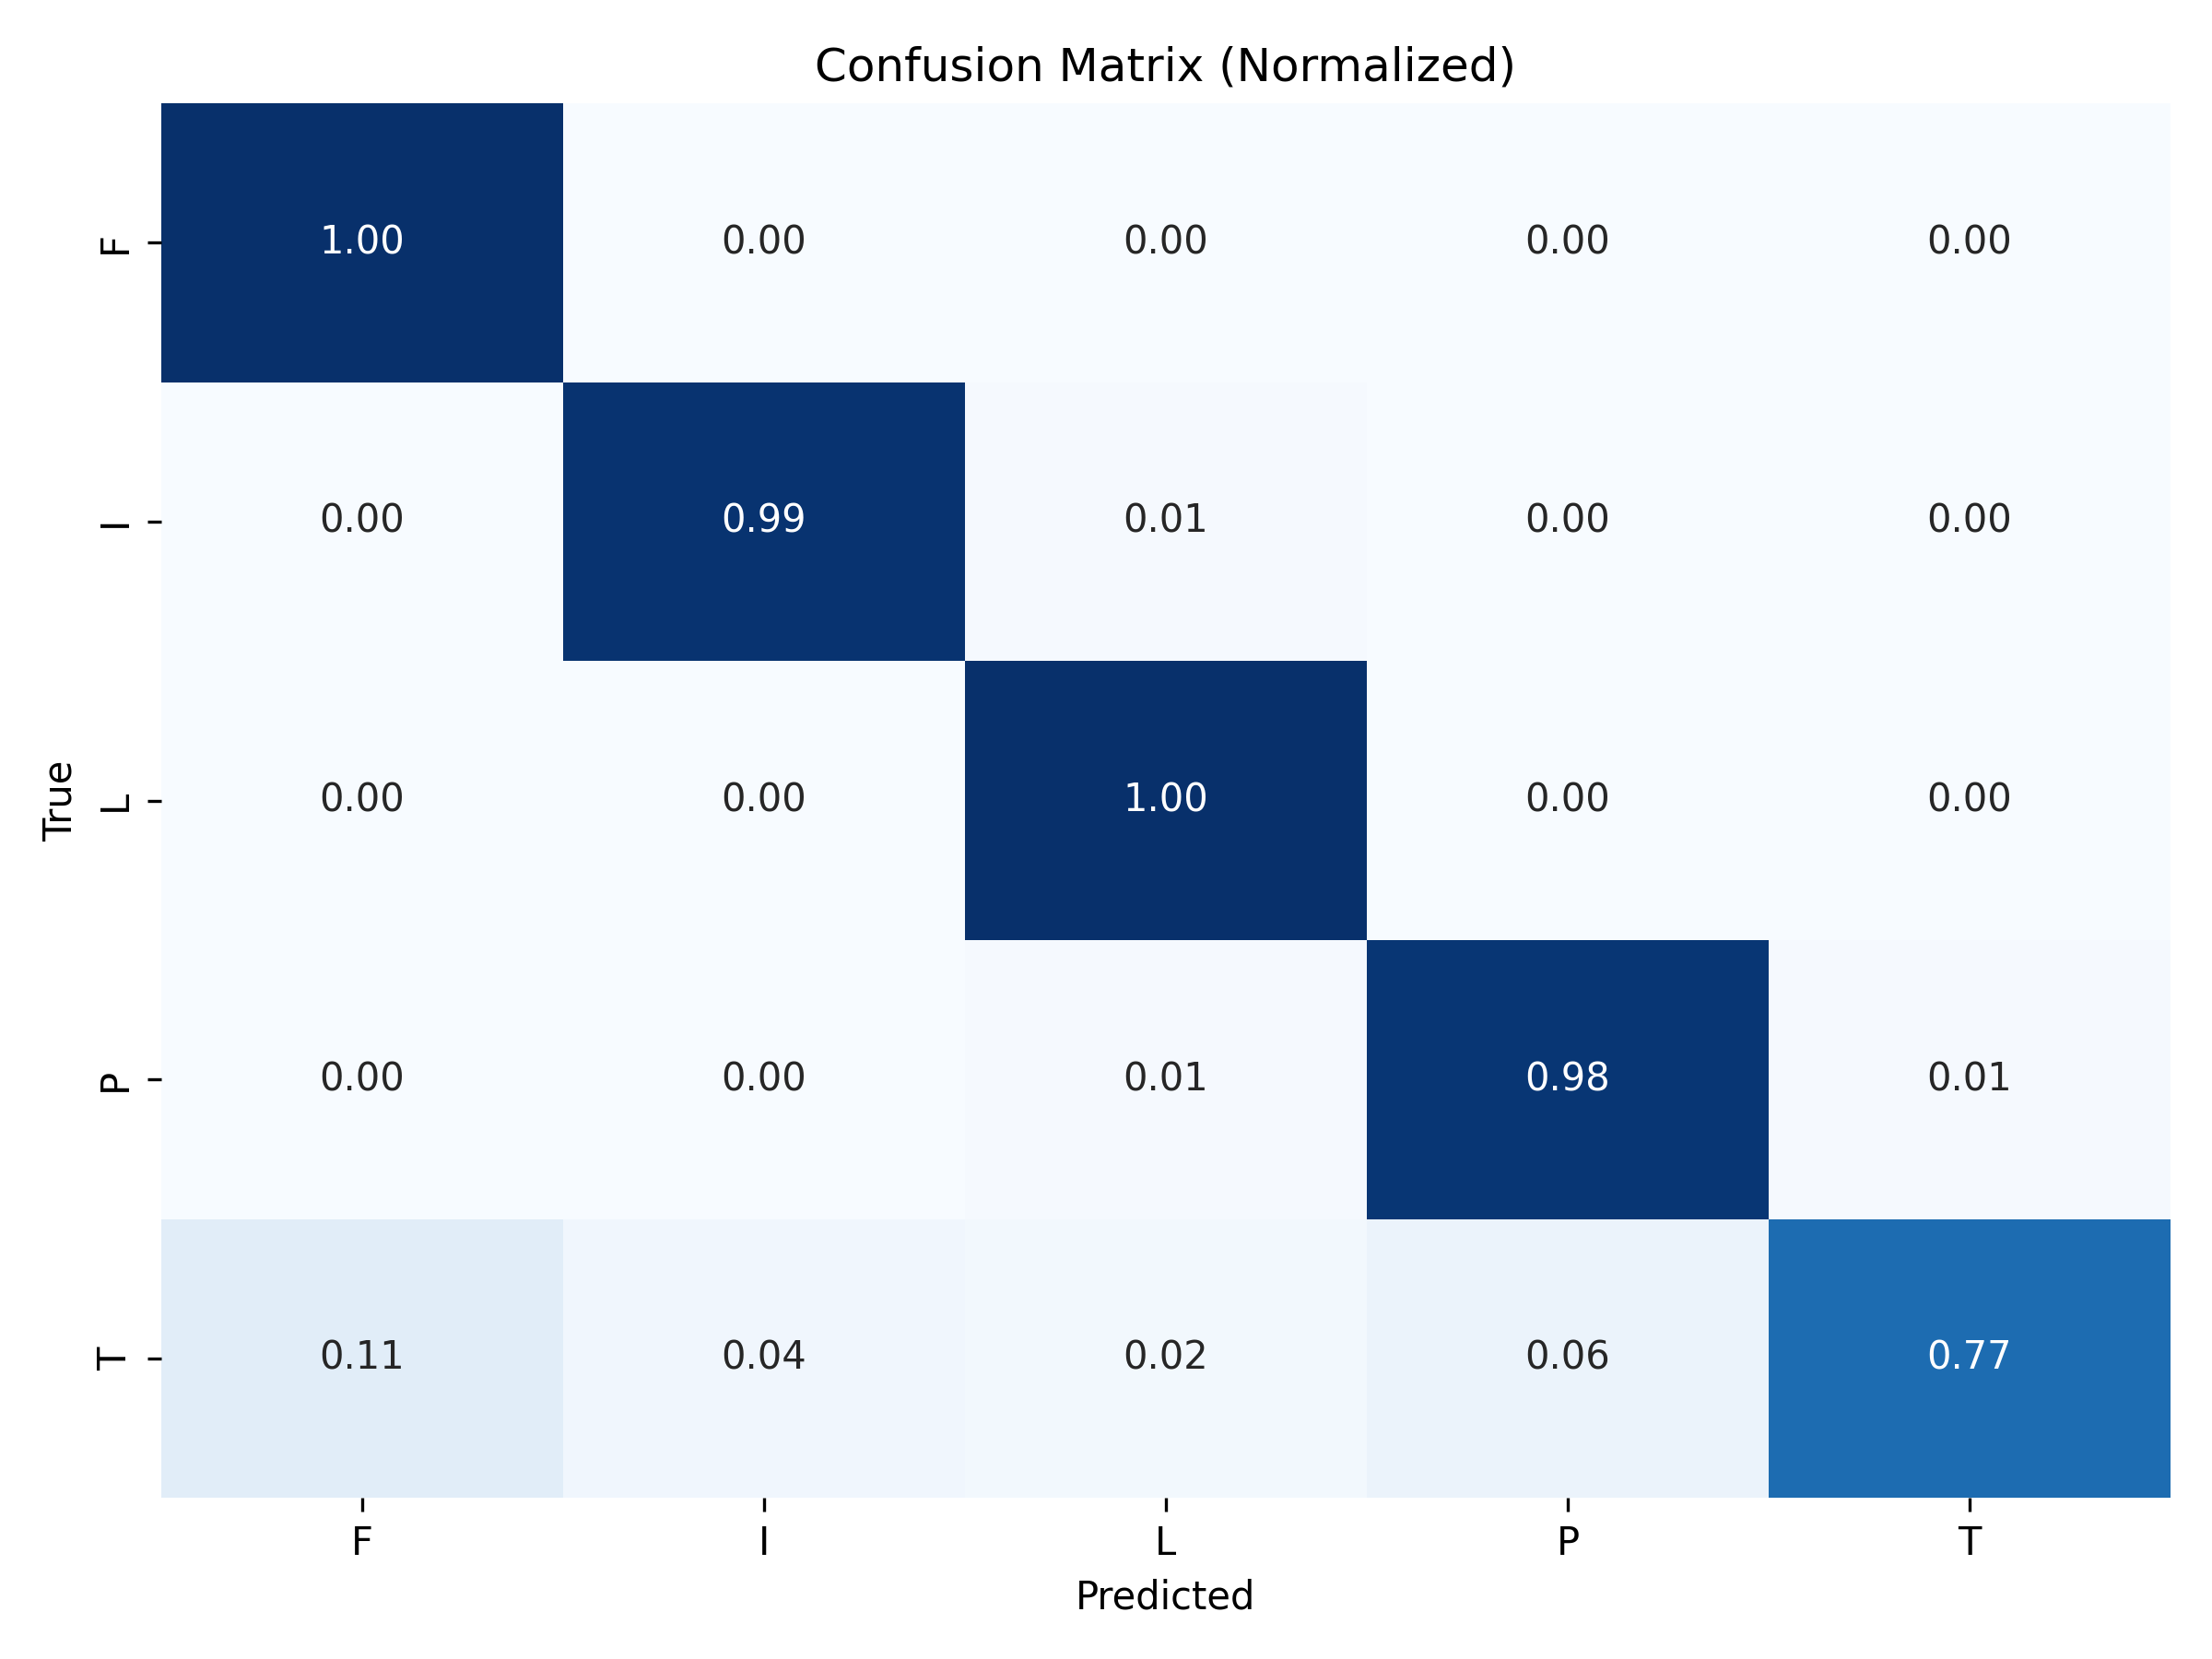 Confusion Matrix (Normalized)
F 1.00 0.00 0.00 0.00 0.00
I 0.00 0.99 0.01 0.00 0.00
L 0.00 0.00 1.00 0.00 0.00
P 0.00 0.00 0.01 0.98 0.01
T 0.11 0.04 0.02 0.06 0.77
True
F I L P T
Predicted